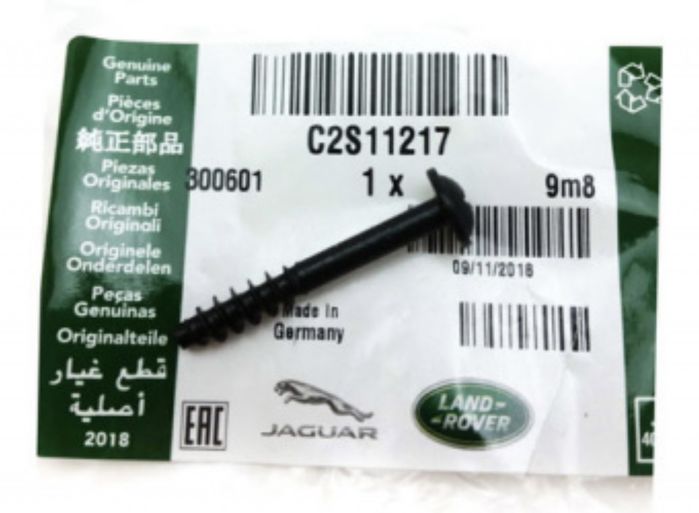 Genuine
Parts
Pièces
d'Origine
純正部品
Piezas
Originales
Ricambi
Originali
Originele
Onderdelen
Peças
Genuinas
Originalteile
قطع غيار
أصلية
2018
C2S11217
300601
1 x
9m8
09/11/2018
Made in
Germany
EAC
JAGUAR
LAND-
-ROVER